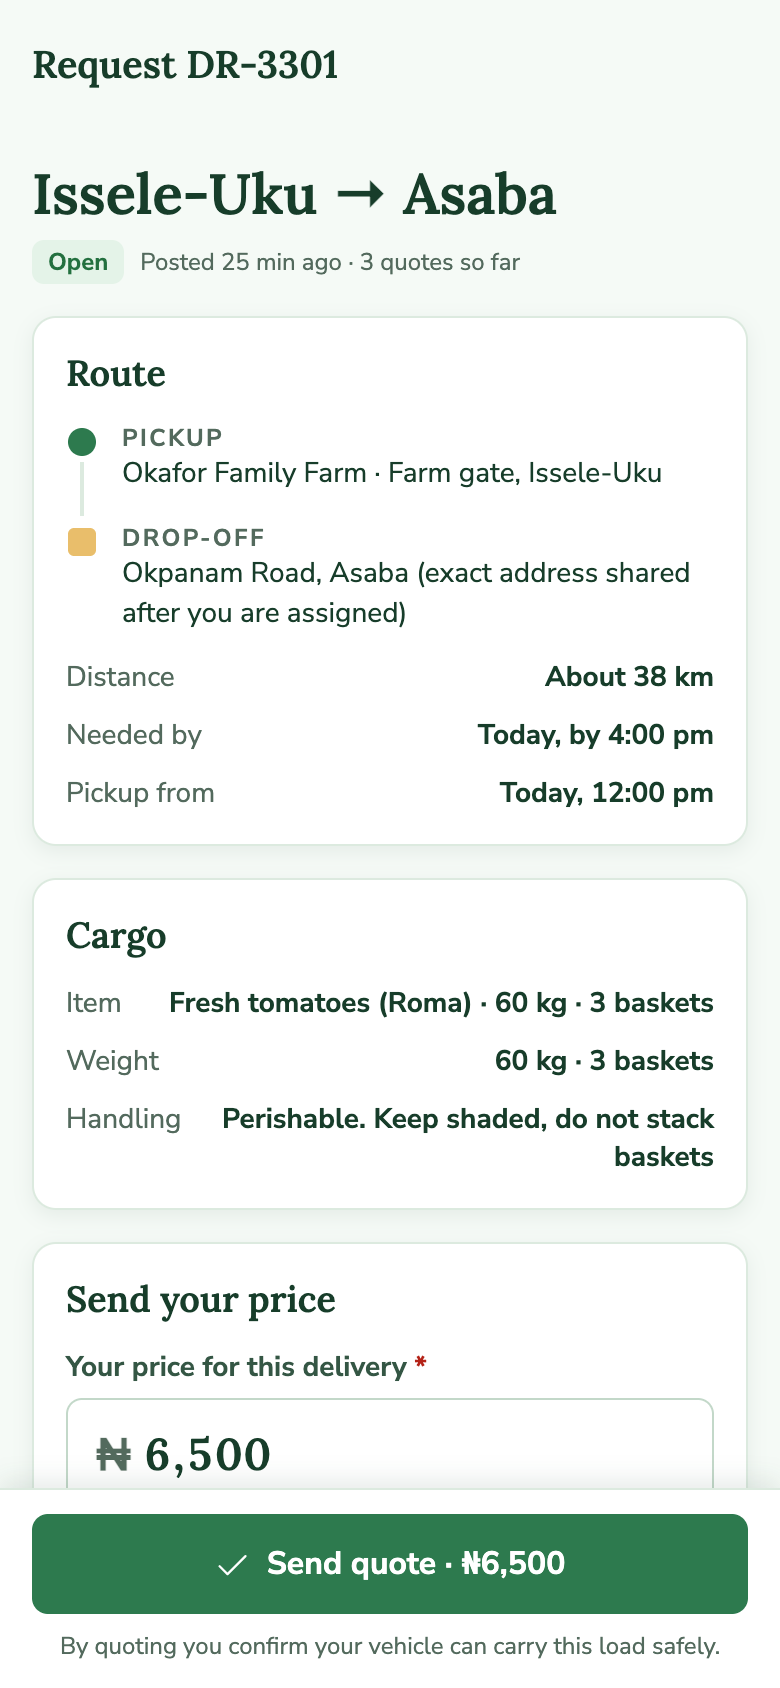 Request DR-3301
Issele-Uku → Asaba
Open
Posted 25 min ago · 3 quotes so far
Route
PICKUP
Okafor Family Farm · Farm gate, Issele-Uku
DROP-OFF
Okpanam Road, Asaba (exact address shared
after you are assigned)
Distance About 38 km
Needed by Today, by 4:00 pm
Pickup from Today, 12:00 pm
Cargo
Item Fresh tomatoes (Roma) · 60 kg · 3 baskets
Weight 60 kg · 3 baskets
Handling Perishable. Keep shaded, do not stack
baskets
Send your price
Your price for this delivery *
₦ 6,500
Send quote · ₦6,500
By quoting you confirm your vehicle can carry this load safely.